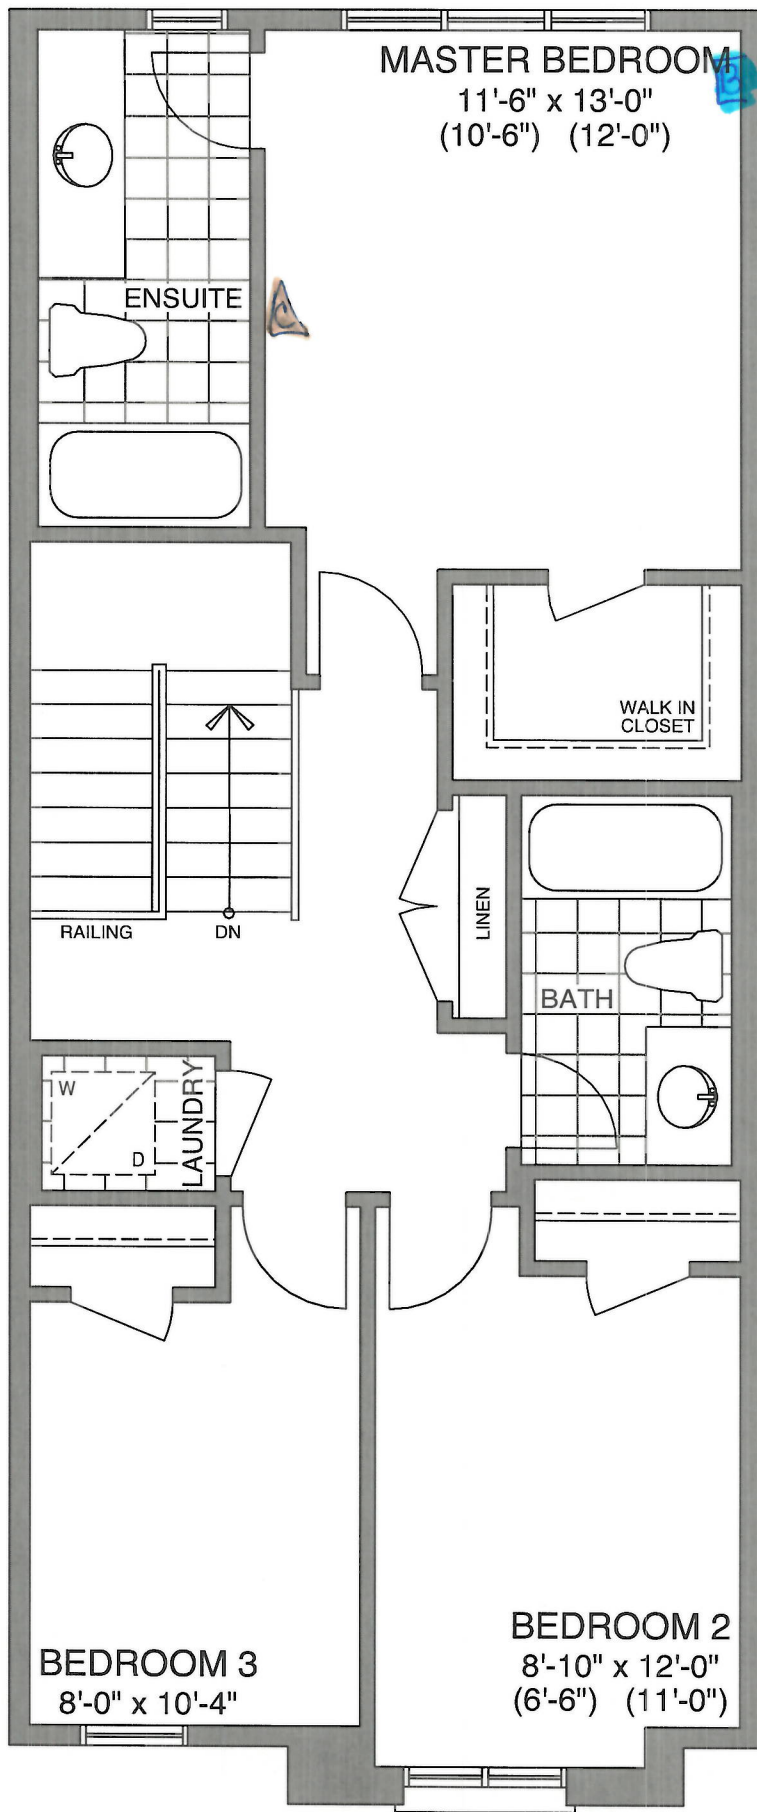 MASTER BEDROOM
11'-6" x 13'-0"
(10'-6") (12'-0")
B
ENSUITE
C
WALK IN
CLOSET
LINEN
RAILING
DN
BATH
W
D
LAUNDRY
BEDROOM 3
8'-0" x 10'-4"
BEDROOM 2
8'-10" x 12'-0"
(6'-6") (11'-0")